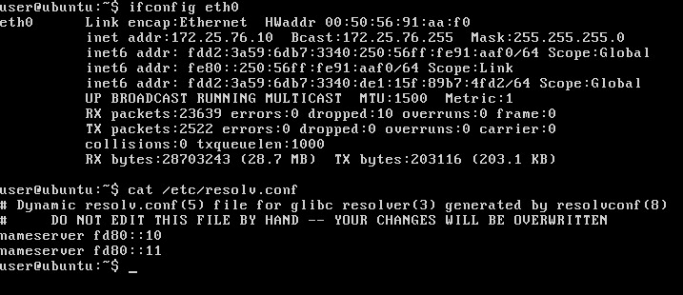 user@ubuntu:~$ ifconfig eth0
eth0      Link encap:Ethernet  HWaddr 00:50:56:91:aa:f0
          inet addr:172.25.76.10  Bcast:172.25.76.255  Mask:255.255.255.0
          inet6 addr: fdd2:3a59:6db7:3340:250:56ff:fe91:aaf0/64 Scope:Global
          inet6 addr: fe80::250:56ff:fe91:aaf0/64 Scope:Link
          inet6 addr: fdd2:3a59:6db7:3340:de1:15f:89b7:4fd2/64 Scope:Global
          UP BROADCAST RUNNING MULTICAST  MTU:1500  Metric:1
          RX packets:23639 errors:0 dropped:10 overruns:0 frame:0
          TX packets:2522 errors:0 dropped:0 overruns:0 carrier:0
          collisions:0 txqueuelen:1000
          RX bytes:28703243 (28.7 MB)  TX bytes:203116 (203.1 KB)
user@ubuntu:~$ cat /etc/resolv.conf
# Dynamic resolv.conf(5) file for glibc resolver(3) generated by resolvconf(8)
#     DO NOT EDIT THIS FILE BY HAND -- YOUR CHANGES WILL BE OVERWRITTEN
nameserver fd80::10
nameserver fd80::11
user@ubuntu:~$ _